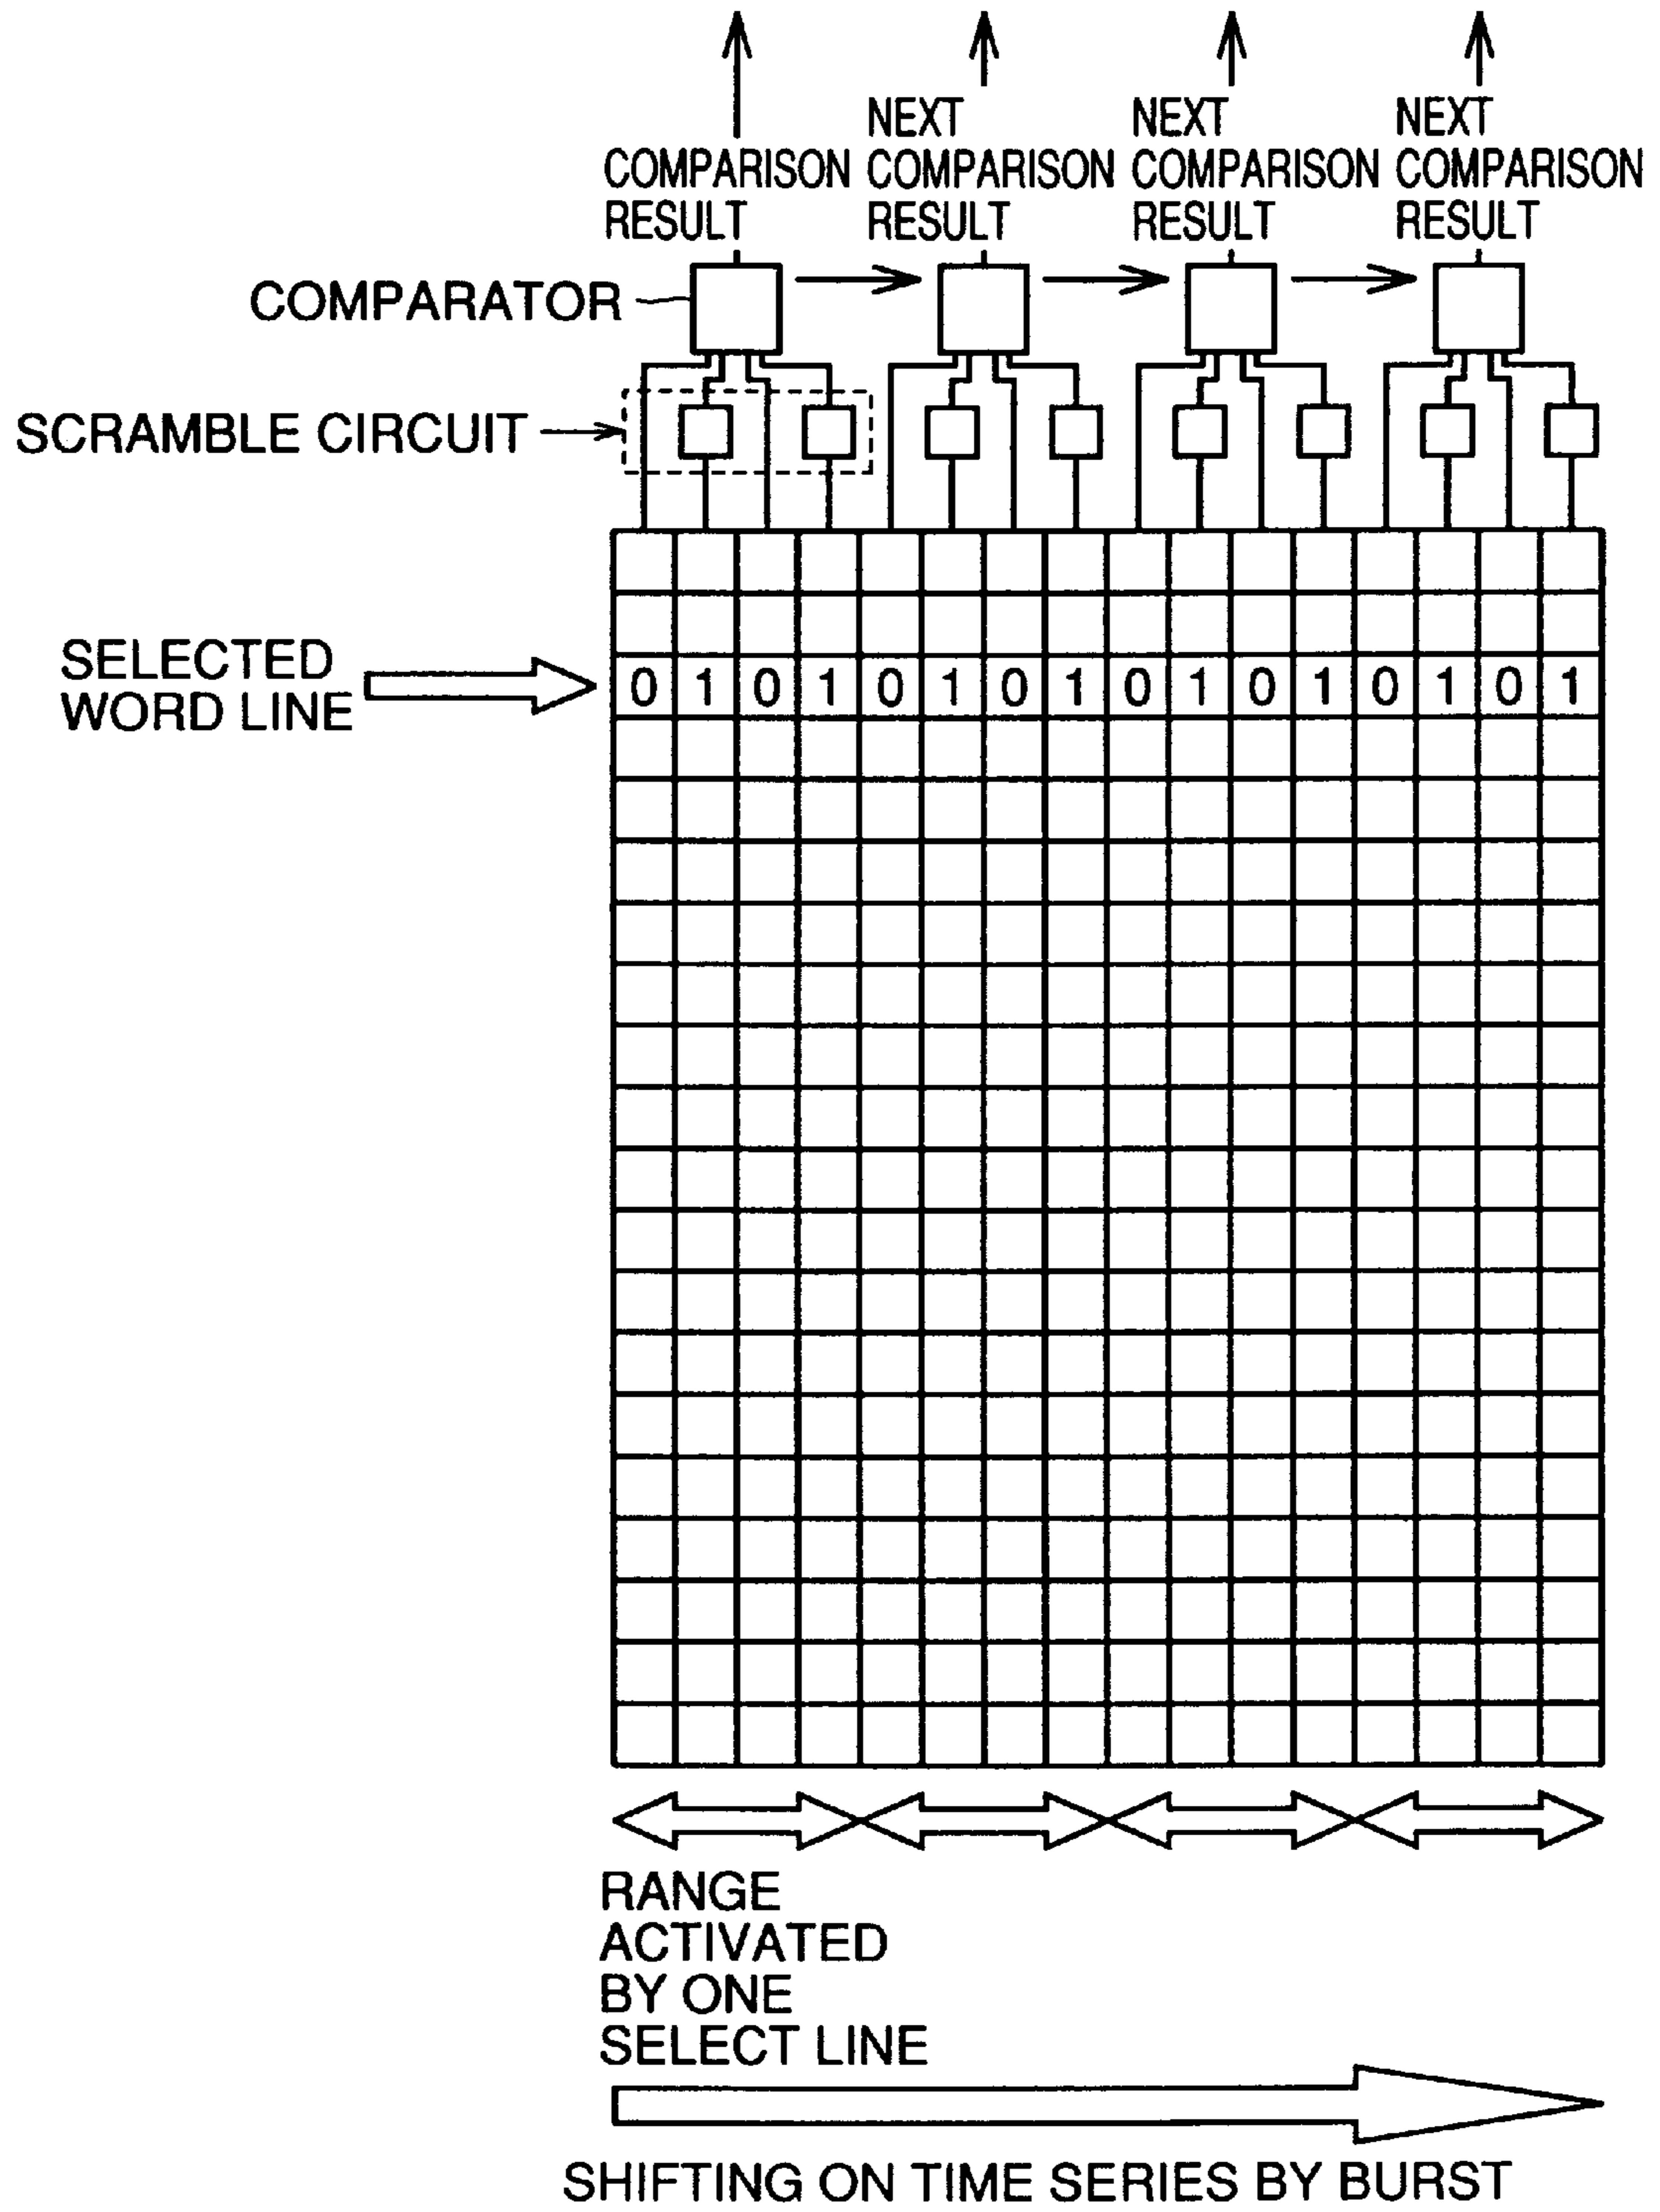 NEXT NEXT NEXT
COMPARISON COMPARISON COMPARISON COMPARISON
RESULT RESULT RESULT RESULT
COMPARATOR
SCRAMBLE CIRCUIT
SELECTED
WORD LINE
0 1 0 1 0 1 0 1 0 1 0 1 0 1 0 1
RANGE
ACTIVATED
BY ONE
SELECT LINE
SHIFTING ON TIME SERIES BY BURST